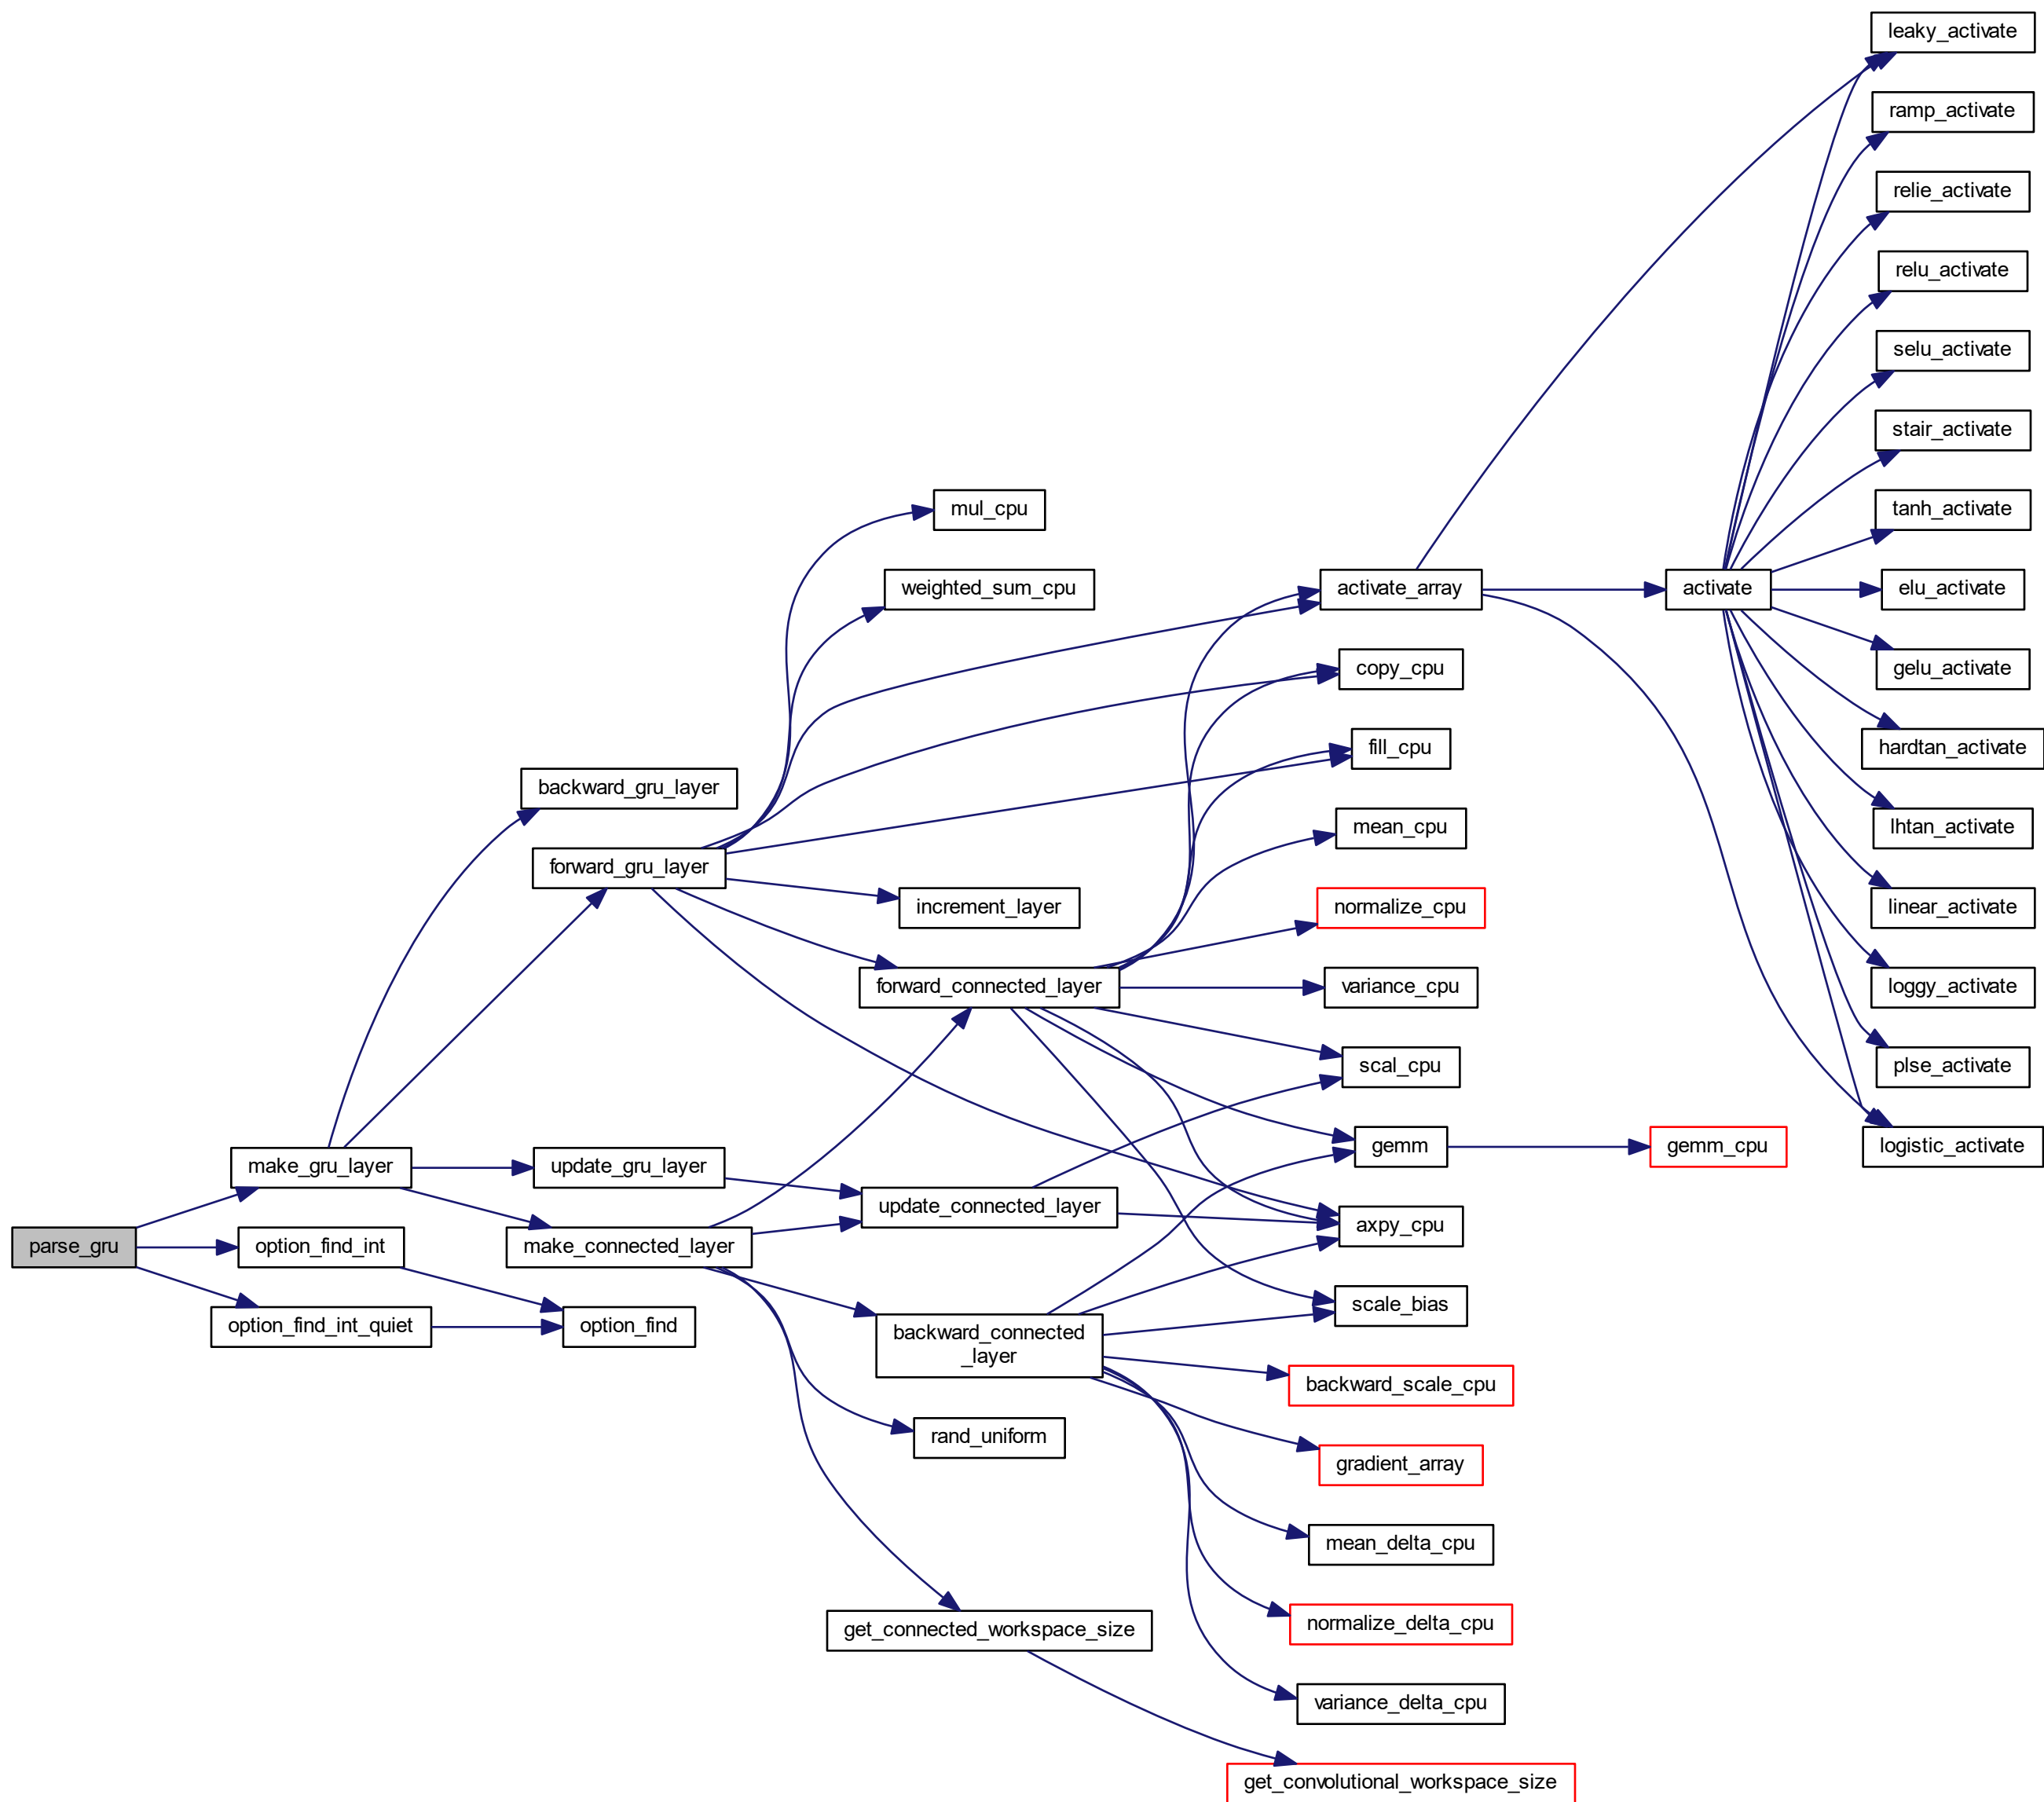 leaky_activate
ramp_activate
relie_activate
relu_activate
selu_activate
stair_activate
mul_cpu
tanh_activate
weighted_sum_cpu
activate_array
activate
elu_activate
copy_cpu
gelu_activate
fill_cpu
hardtan_activate
backward_gru_layer
mean_cpu
lhtan_activate
forward_gru_layer
increment_layer
normalize_cpu
linear_activate
forward_connected_layer
variance_cpu
loggy_activate
scal_cpu
plse_activate
make_gru_layer
update_gru_layer
gemm
gemm_cpu
logistic_activate
update_connected_layer
axpy_cpu
parse_gru
option_find_int
make_connected_layer
scale_bias
option_find_int_quiet
option_find
backward_connected
_layer
backward_scale_cpu
rand_uniform
gradient_array
mean_delta_cpu
get_connected_workspace_size
normalize_delta_cpu
variance_delta_cpu
get_convolutional_workspace_size